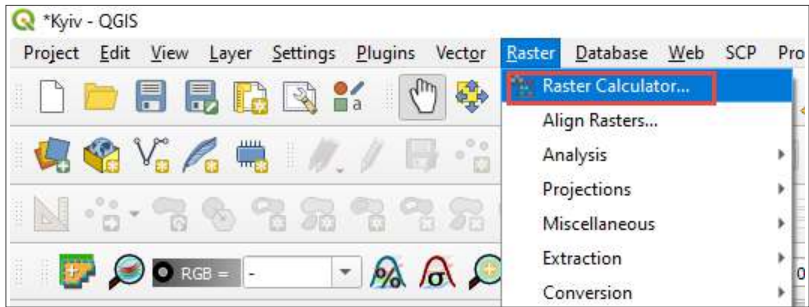 *Kyiv - QGIS
Project Edit View Layer Settings Plugins Vector Raster Database Web SCP Pro
Raster Calculator...
Align Rasters...
Analysis
Projections
Miscellaneous
Extraction
RGB = -
Conversion